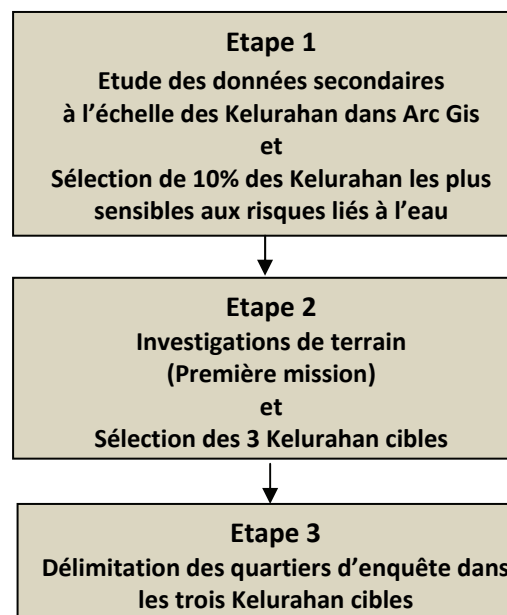 Etape 1
Etude des données secondaires
à l’échelle des Kelurahan dans Arc Gis
et
Sélection de 10% des Kelurahan les plus
sensibles aux risques liés à l’eau
Etape 2
Investigations de terrain
(Première mission)
et
Sélection des 3 Kelurahan cibles
Etape 3
Délimitation des quartiers d’enquête dans
les trois Kelurahan cibles